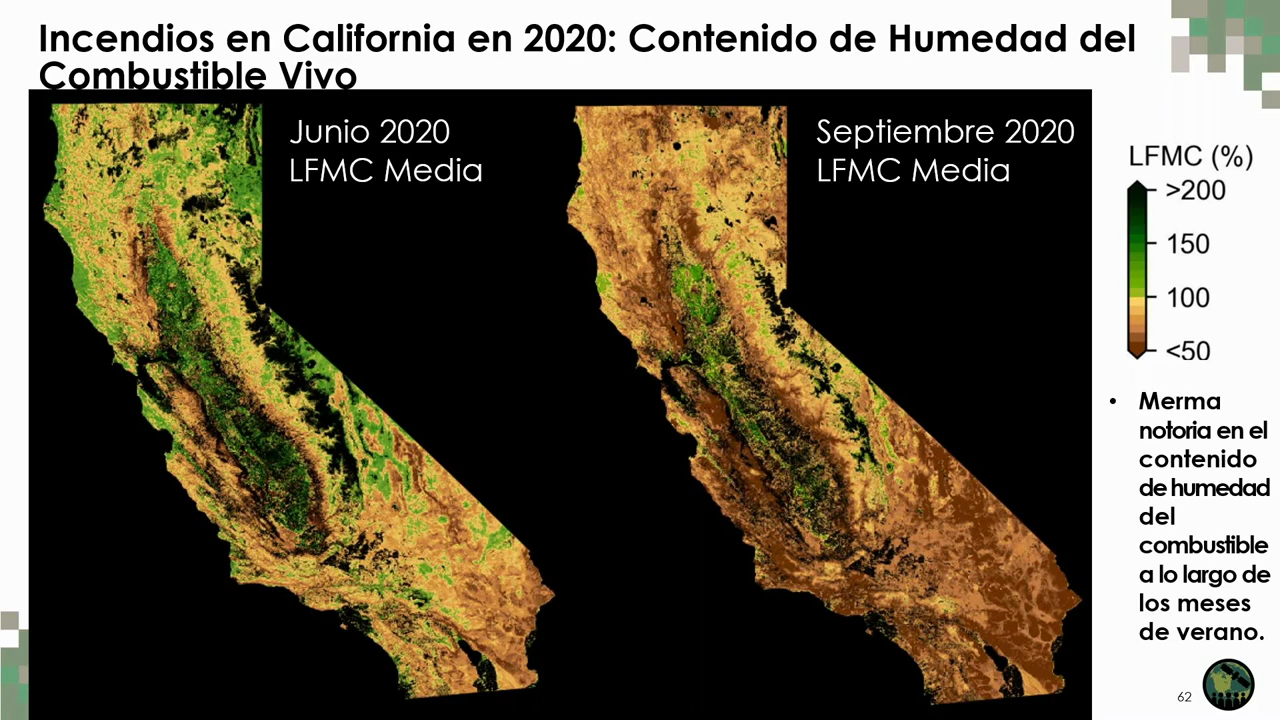 Incendios en California en 2020: Contenido de Humedad del
Combustible Vivo
Junio 2020
LFMC Media
Septiembre 2020
LFMC Media
LFMC (%)
>200
150
100
<50
• Merma
notoria en el
contenido
de humedad
del
combustible
a lo largo de
los meses
de verano.
62